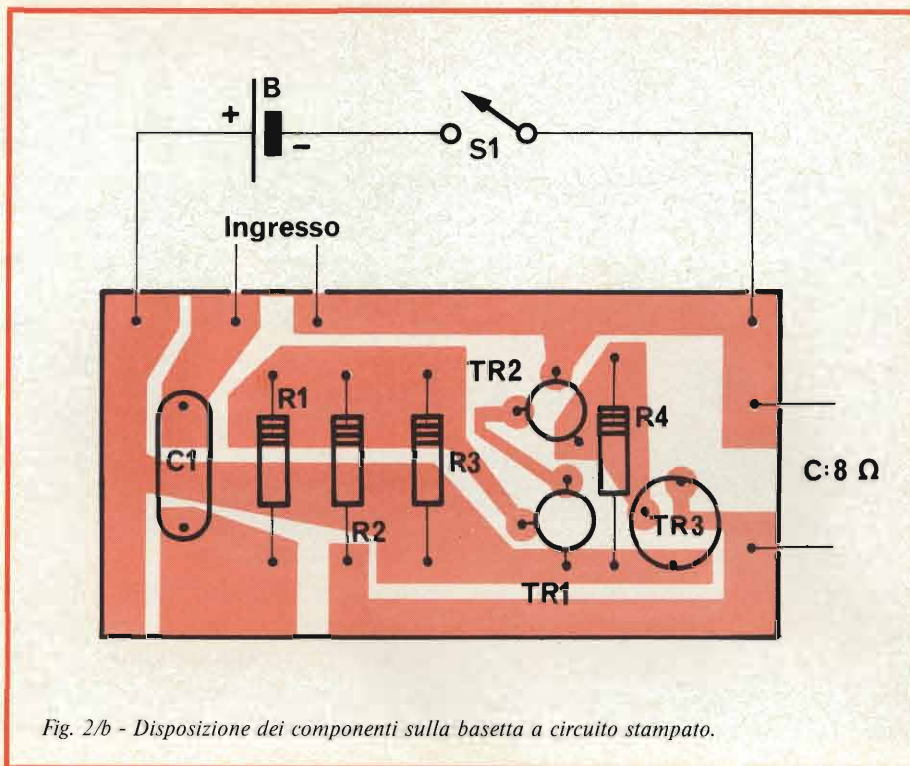 B
+
-
S1
Ingresso
TR2
R1
R4
C1
R3
C:8 Ω
R2
TR3
TR1
Fig. 2/b - Disposizione dei componenti sulla basetta a circuito stampato.